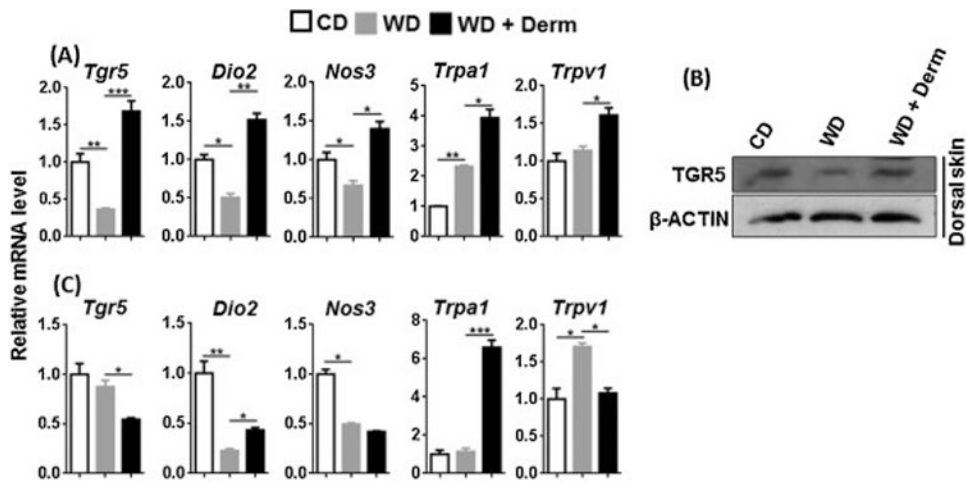 CD WD WD + Derm
(A)
Tgr5 Dio2 Nos3 Trpa1 Trpv1
Relative mRNA level
2.0 2.0 2.0 5 2.0
1.5 1.5 1.5 4 1.5
1.0 1.0 1.0 3 1.0
0.5 0.5 0.5 2 0.5
0.0 0.0 0.0 1 0.0
0
** *** * ** * * ** * *
(B)
CD WD WD + Derm
TGR5
β-ACTIN
Dorsal skin
(C)
Tgr5 Dio2 Nos3 Trpa1 Trpv1
1.5 1.5 1.5 8 2.0
1.0 1.0 1.0 6 1.5
0.5 0.5 0.5 4 1.0
0.0 0.0 0.0 2 0.5
0 0.0
* ** * * *** * *